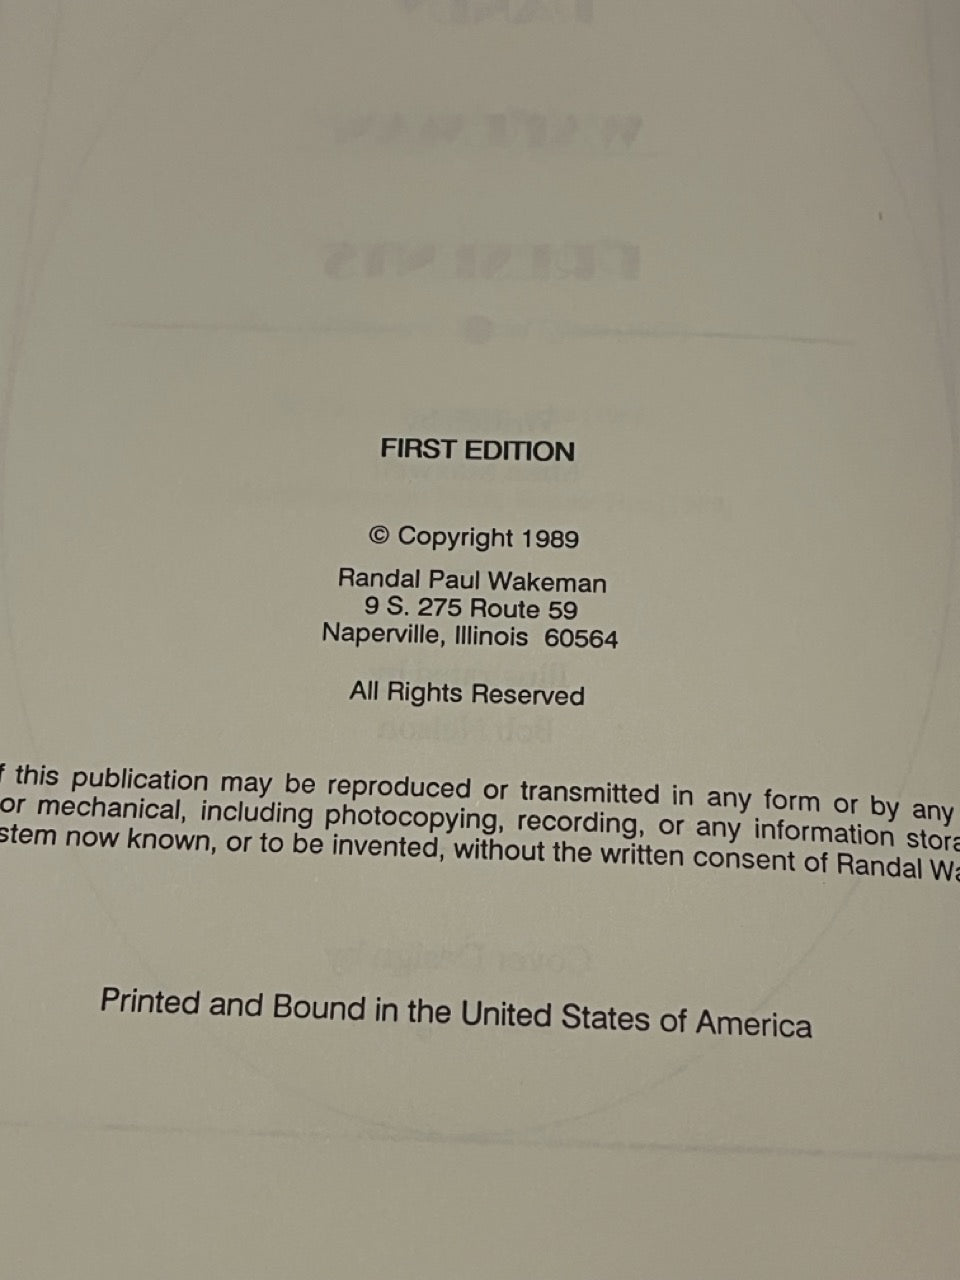 FIRST EDITION
© Copyright 1989
Randal Paul Wakeman
9 S. 275 Route 59
Naperville, Illinois 60564
All Rights Reserved
f this publication may be reproduced or transmitted in any form or by any
or mechanical, including photocopying, recording, or any information stora
stem now known, or to be invented, without the written consent of Randal Wa
Printed and Bound in the United States of America